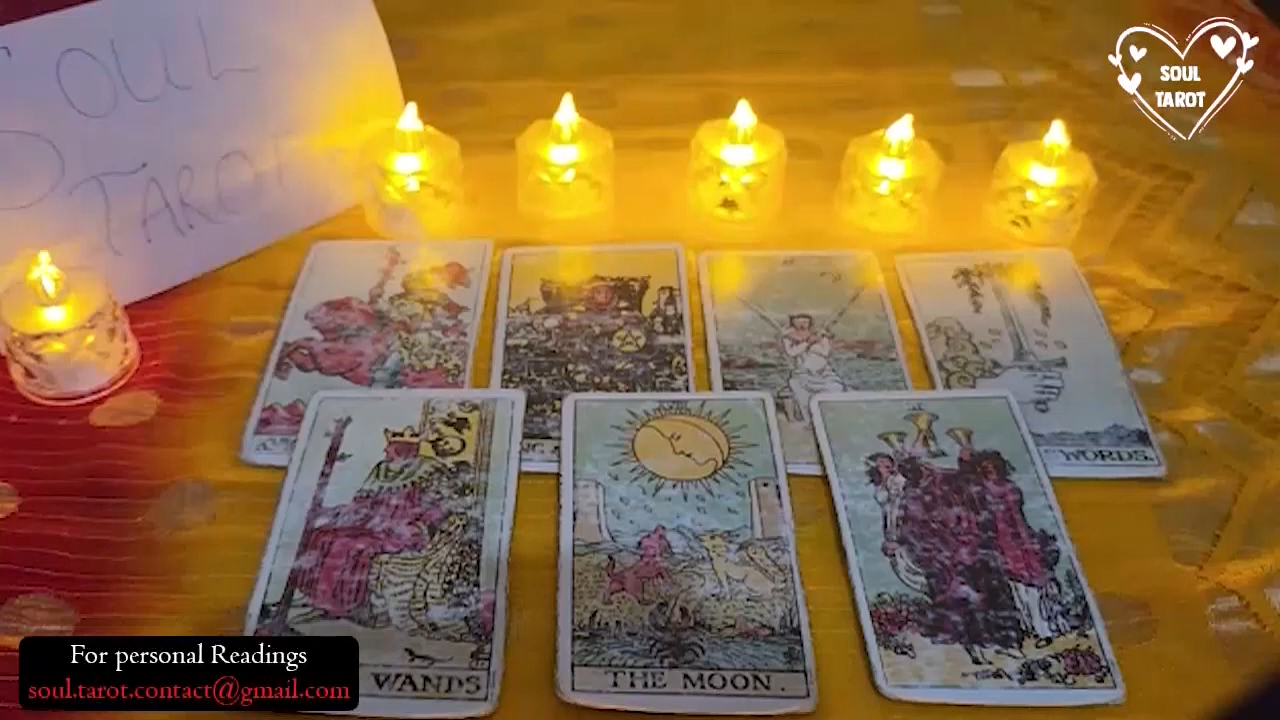 SOUL
TAROT
SOUL
TAROT
WORDS.
WANDS
THE MOON.
For personal Readings
soul.tarot.contact@gmail.com